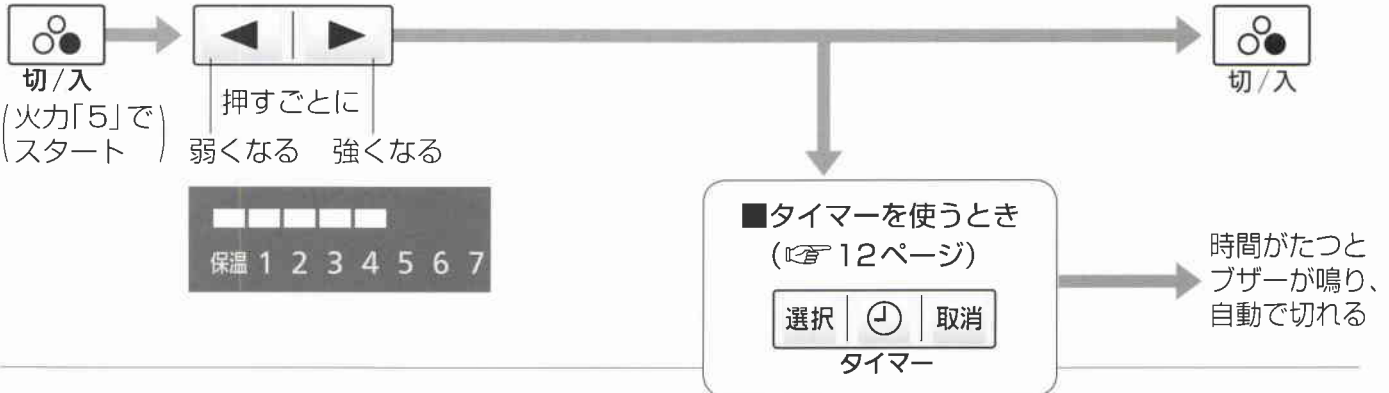 切/入
(火力「5」で
スタート)
◀ ▶
押すごとに
弱くなる 強くなる
保温 1 2 3 4 5 6 7
■タイマーを使うとき
(☞12ページ)
選択 取消
タイマー
時間がたつと
ブザーが鳴り、
自動で切れる
切/入